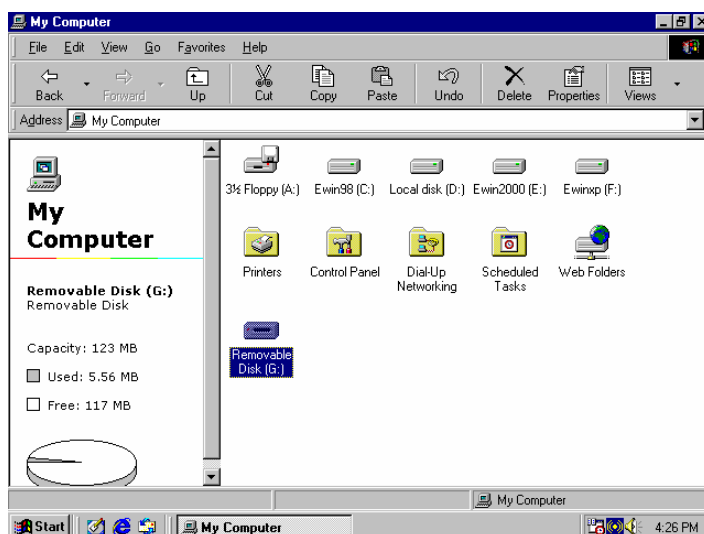 My Computer
File Edit View Go Favorites Help
Back Forward Up Cut Copy Paste Undo Delete Properties Views
Address My Computer
My
Computer
Removable Disk (G:)
Removable Disk
Capacity: 123 MB
Used: 5.56 MB
Free: 117 MB
3½ Floppy (A:) Ewin98 (C:) Local disk (D:) Ewin2000 (E:) Ewinxp (F:)
Printers Control Panel Dial-Up Scheduled Web Folders
Networking Tasks
Removable
Disk (G:)
My Computer
Start My Computer 4:26 PM